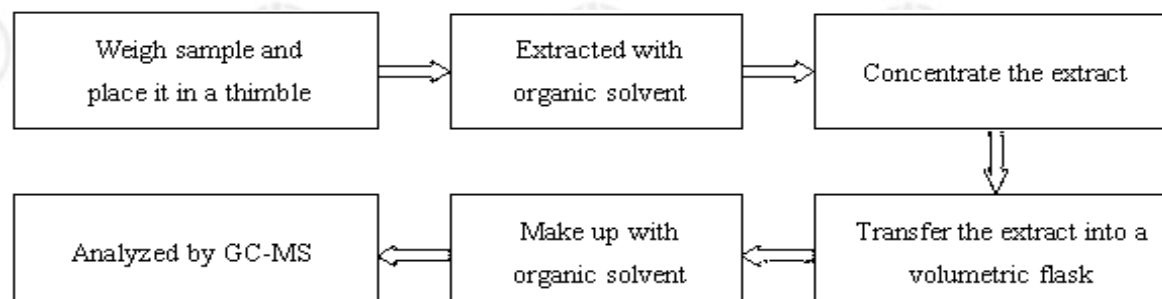 Weigh sample and
place it in a thimble
Extracted with
organic solvent
Concentrate the extract
Transfer the extract into a
volumetric flask
Make up with
organic solvent
Analyzed by GC-MS